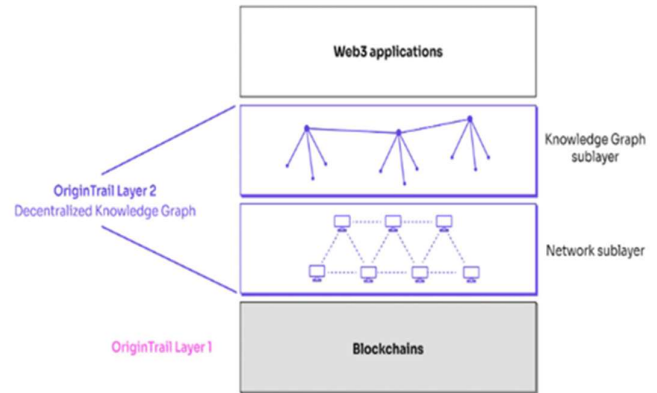 Web3 applications
Knowledge Graph
sublayer
OriginTrail Layer 2
Decentralized Knowledge Graph
Network sublayer
OriginTrail Layer 1
Blockchains